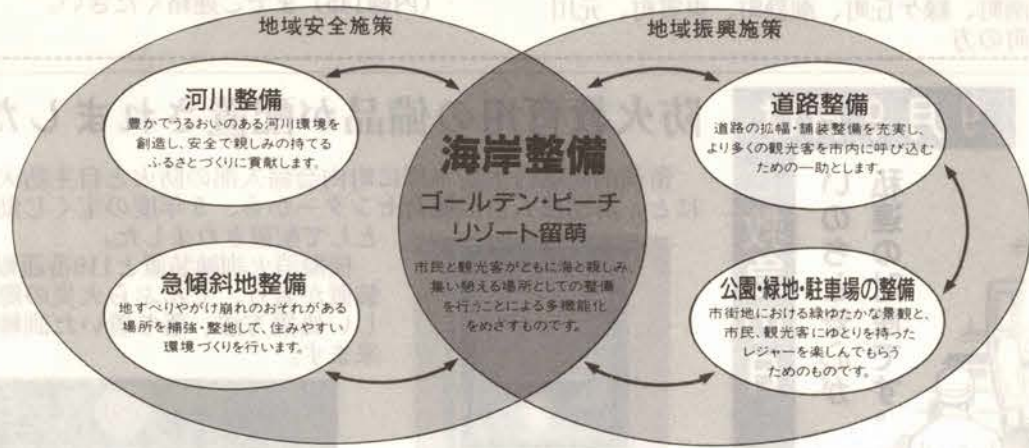 地域安全施策
地域振興施策
河川整備
豊かでうるおいのある河川環境を
創造し、安全で親しみの持てる
ふるさとづくりに貢献します。
急傾斜地整備
地すべりやがけ崩れのおそれがある
場所を補強・整地して、住みやすい
環境づくりを行います。
海岸整備
ゴールデン・ビーチ
リゾート留萌
市民と観光客がともに海と親しみ、
集い憩える場所としての整備
を行うことによる多機能化
をめざすものです。
道路整備
道路の拡幅・舗装整備を充実し、
より多くの観光客を市内に呼び込む
ための一助とします。
公園・緑地・駐車場の整備
市街地における緑ゆたかな景観と、
市民、観光客にゆとりを持った
レジャーを楽しんでもらう
ためのものです。